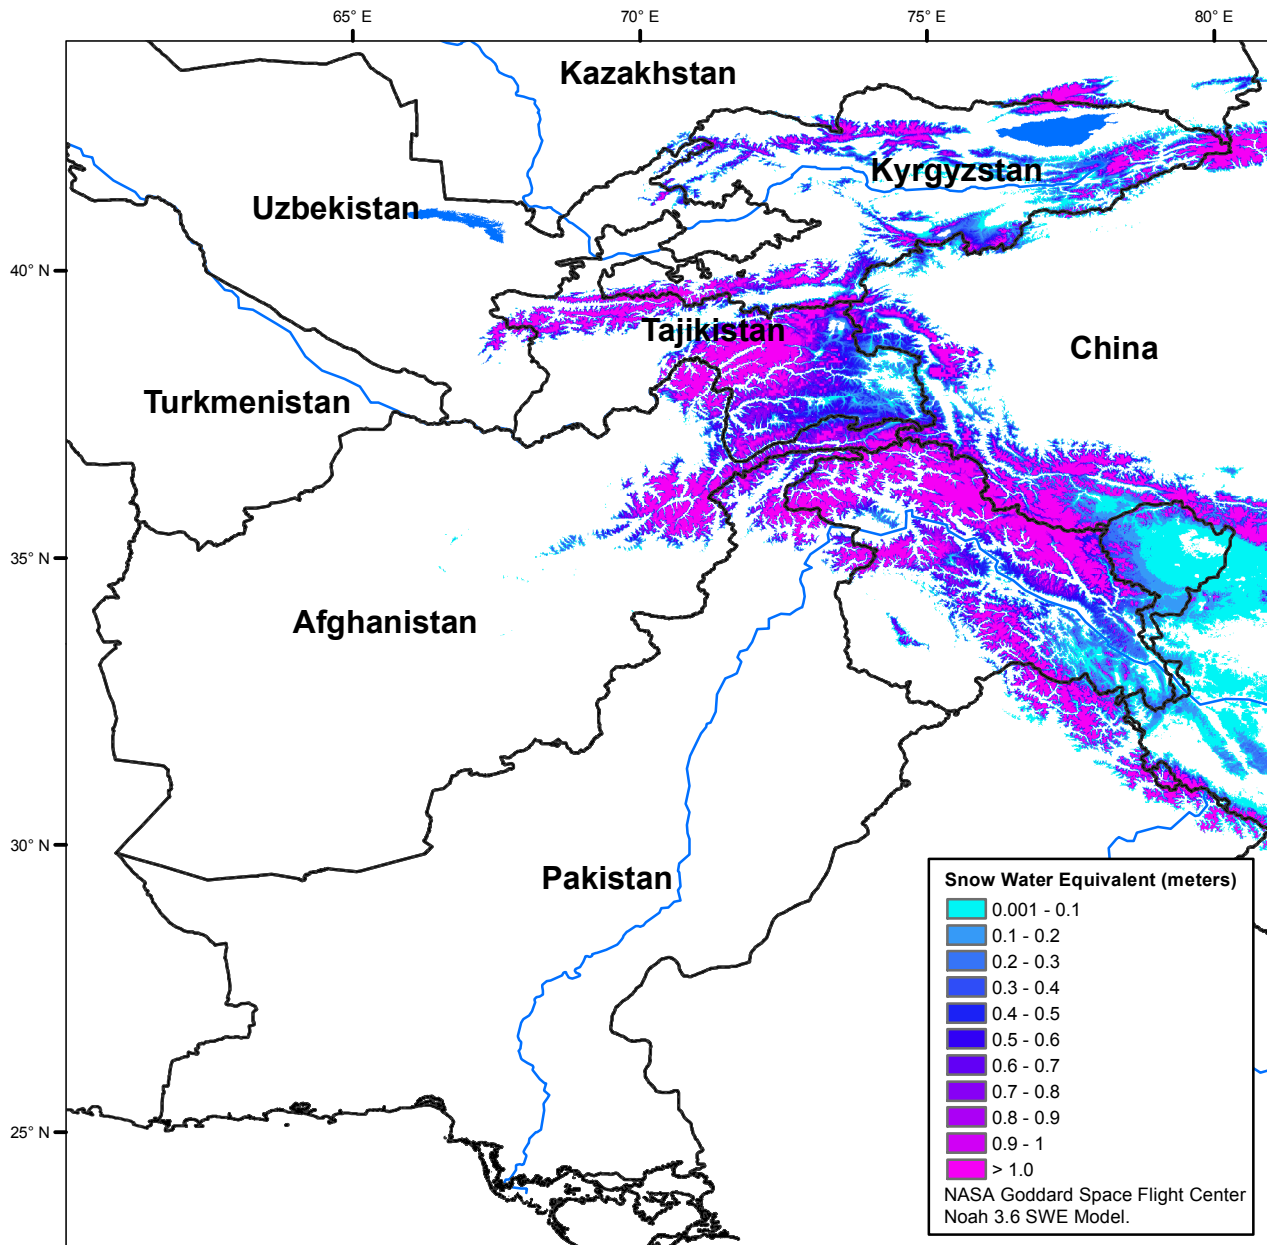 65° E
70° E
75° E
80° E
Kazakhstan
Kyrgyzstan
Uzbekistan
40° N
Tajikistan
China
Turkmenistan
35° N
Afghanistan
30° N
Pakistan
25° N
Snow Water Equivalent (meters)
0.001 - 0.1
0.1 - 0.2
0.2 - 0.3
0.3 - 0.4
0.4 - 0.5
0.5 - 0.6
0.6 - 0.7
0.7 - 0.8
0.8 - 0.9
0.9 - 1
> 1.0
NASA Goddard Space Flight Center
Noah 3.6 SWE Model.